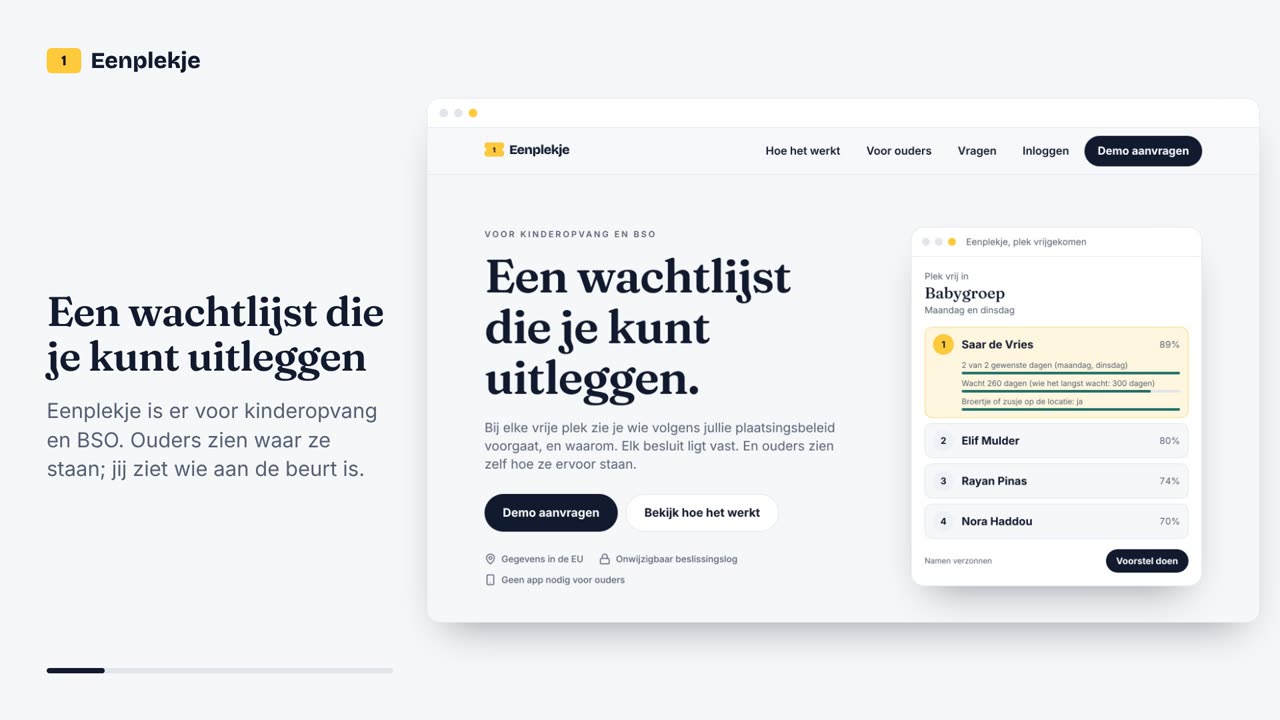 1 Eenplekje
Een wachtlijst die
je kunt uitleggen
Eenplekje is er voor kinderopvang
en BSO. Ouders zien waar ze
staan; jij ziet wie aan de beurt is.
1 Eenplekje
Hoe het werkt
Voor ouders
Vragen
Inloggen
Demo aanvragen
VOOR KINDEROPVANG EN BSO
Een wachtlijst
die je kunt
uitleggen.
Bij elke vrije plek zie je wie volgens jullie plaatsingsbeleid
voorgaat, en waarom. Elk besluit ligt vast. En ouders zien
zelf hoe ze ervoor staan.
Demo aanvragen
Bekijk hoe het werkt
Gegevens in de EU
Onwijzigbaar beslissingslog
Geen app nodig voor ouders
Eenplekje, plek vrijgekomen
Plek vrij in
Babygroep
Maandag en dinsdag
1 Saar de Vries 89%
2 van 2 gewenste dagen (maandag, dinsdag)
Wacht 260 dagen (wie het langst wacht: 300 dagen)
Broertje of zusje op de locatie: ja
2 Elif Mulder 80%
3 Rayan Pinas 74%
4 Nora Haddou 70%
Namen verzonnen
Voorstel doen